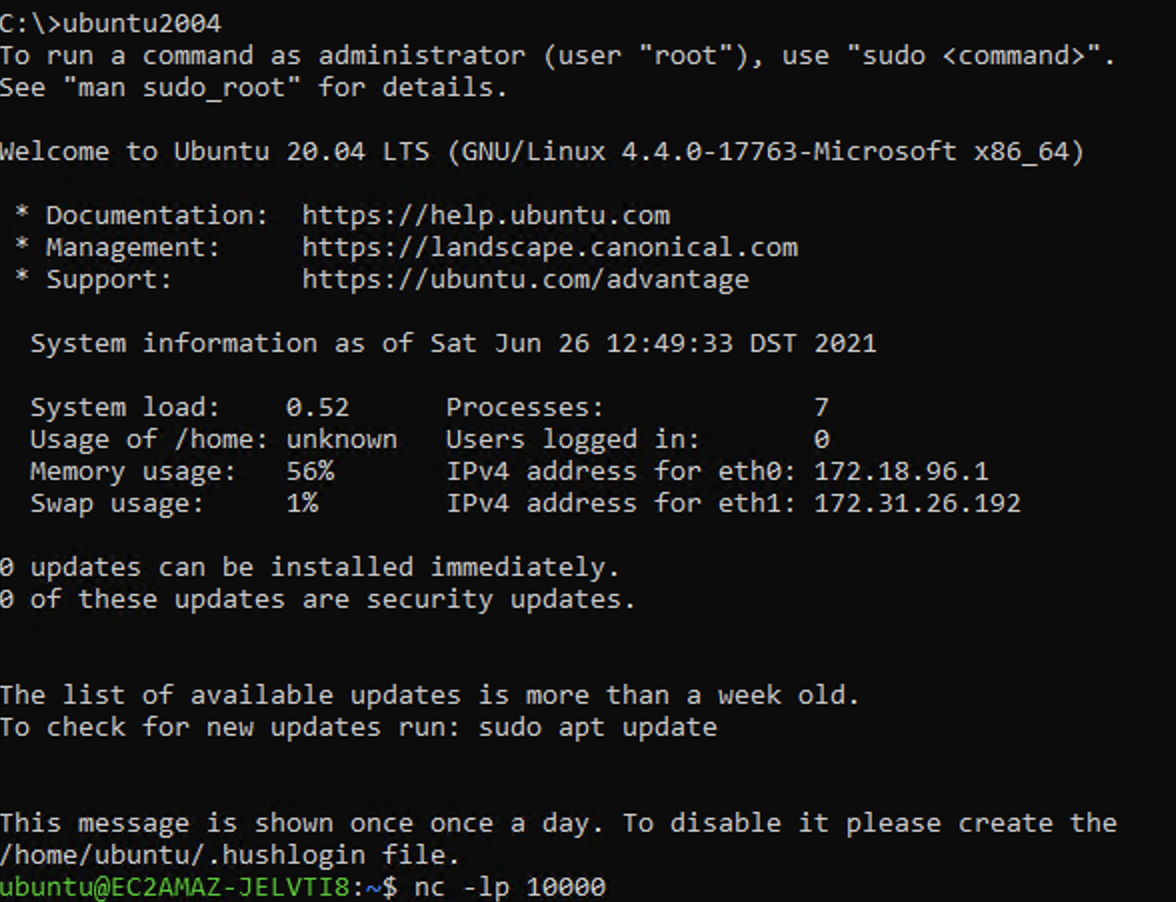 C:\>ubuntu2004
To run a command as administrator (user "root"), use "sudo <command>".
See "man sudo_root" for details.
Welcome to Ubuntu 20.04 LTS (GNU/Linux 4.4.0-17763-Microsoft x86_64)
* Documentation:  https://help.ubuntu.com
* Management:     https://landscape.canonical.com
* Support:        https://ubuntu.com/advantage
System information as of Sat Jun 26 12:49:33 DST 2021
System load:    0.52      Processes:             7
Usage of /home: unknown   Users logged in:       0
Memory usage:   56%       IPv4 address for eth0: 172.18.96.1
Swap usage:     1%        IPv4 address for eth1: 172.31.26.192
0 updates can be installed immediately.
0 of these updates are security updates.
The list of available updates is more than a week old.
To check for new updates run: sudo apt update
This message is shown once once a day. To disable it please create the
/home/ubuntu/.hushlogin file.
ubuntu@EC2AMAZ-JELVTI8:~$ nc -lp 10000